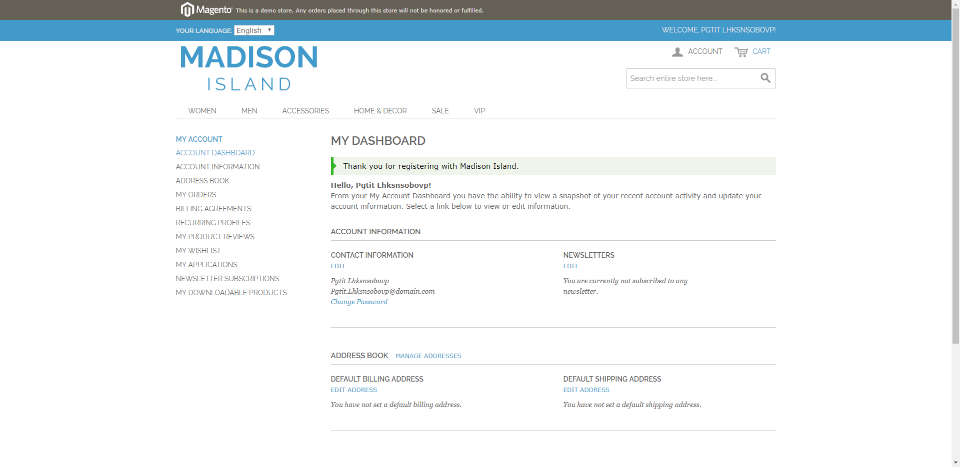 Magento This is a demo store. Any orders placed through this store will not be honored or fulfilled.
YOUR LANGUAGE: English
WELCOME, PGTIT LHKSNSOBOVP!
MADISON
ISLAND
ACCOUNT CART
Search entire store here...
WOMEN MEN ACCESSORIES HOME & DECOR SALE VIP
MY ACCOUNT
ACCOUNT DASHBOARD
ACCOUNT INFORMATION
ADDRESS BOOK
MY ORDERS
BILLING AGREEMENTS
RECURRING PROFILES
MY PRODUCT REVIEWS
MY WISHLIST
MY APPLICATIONS
NEWSLETTER SUBSCRIPTIONS
MY DOWNLOADABLE PRODUCTS
MY DASHBOARD
Thank you for registering with Madison Island.
Hello, Pgtit Lhksnsobovp!
From your My Account Dashboard you have the ability to view a snapshot of your recent account activity and update your
account information. Select a link below to view or edit information.
ACCOUNT INFORMATION
CONTACT INFORMATION
EDIT
Pgtit Lhksnsobovp
Pgtit.Lhksnsobovp@domain.com
Change Password
NEWSLETTERS
EDIT
You are currently not subscribed to any
newsletter.
ADDRESS BOOK MANAGE ADDRESSES
DEFAULT BILLING ADDRESS
EDIT ADDRESS
You have not set a default billing address.
DEFAULT SHIPPING ADDRESS
EDIT ADDRESS
You have not set a default shipping address.